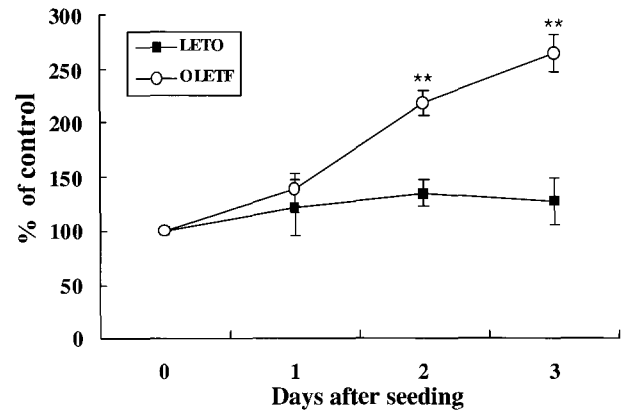 300
250
200
150
100
50
0
% of control
LETO
OLETF
**
**
0 1 2 3
Days after seeding